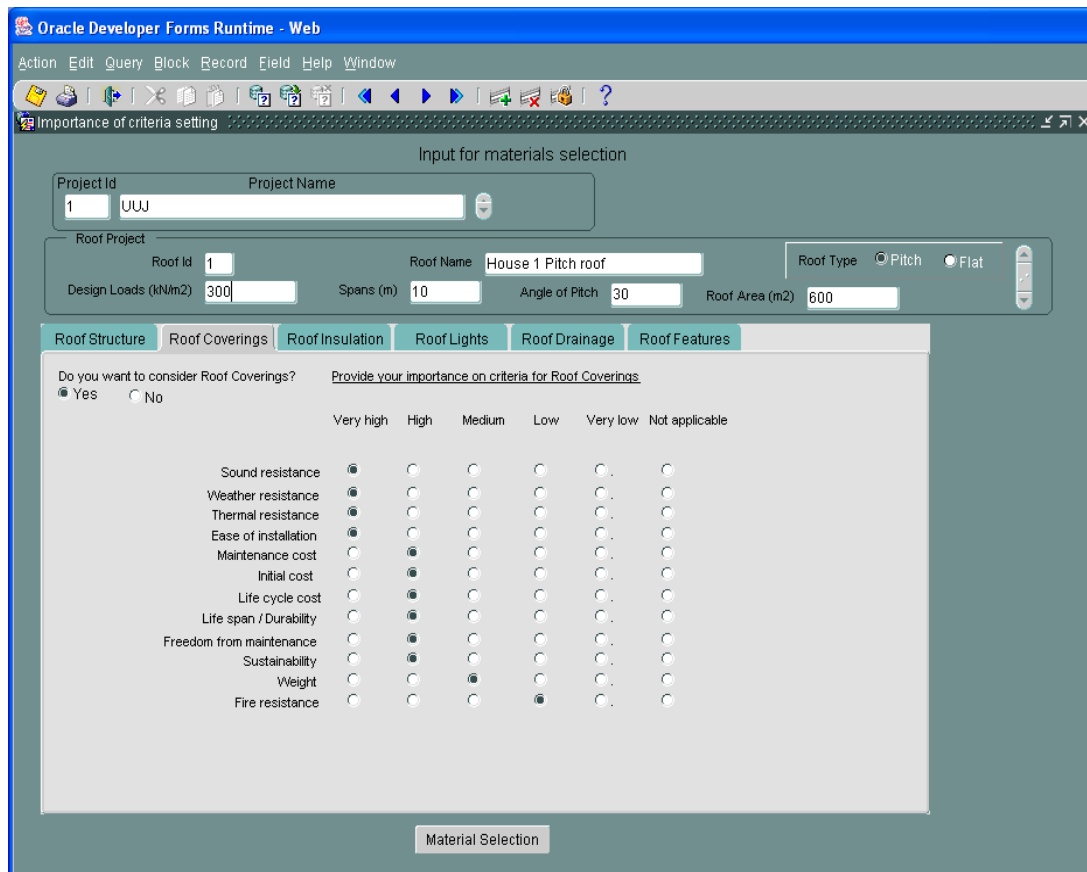 Oracle Developer Forms Runtime - Web
Action Edit Query Block Record Field Help Window
Importance of criteria setting
Input for materials selection
Project Id Project Name
1 UUJ
Roof Project
Roof Id 1 Roof Name House 1 Pitch roof Roof Type Pitch Flat
Design Loads (kN/m2) 300 Spans (m) 10 Angle of Pitch 30 Roof Area (m2) 600
Roof Structure Roof Coverings Roof Insulation Roof Lights Roof Drainage Roof Features
Do you want to consider Roof Coverings? Provide your importance on criteria for Roof Coverings
Yes No
Very high High Medium Low Very low Not applicable
Sound resistance .
Weather resistance .
Thermal resistance .
Ease of installation .
Maintenance cost .
Initial cost .
Life cycle cost .
Life span / Durability .
Freedom from maintenance .
Sustainability .
Weight .
Fire resistance .
Material Selection